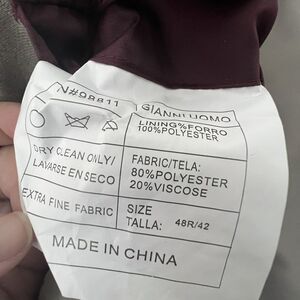 N#98811
GIANNI UOMO
LINING%FORRO
100%POLYESTER
DRY CLEAN ONLY/
LAVARSE EN SECO
FABRIC/TELA:
80%POLYESTER
20%VISCOSE
EXTRA FINE FABRIC
SIZE
TALLA: 48R/42
MADE IN CHINA